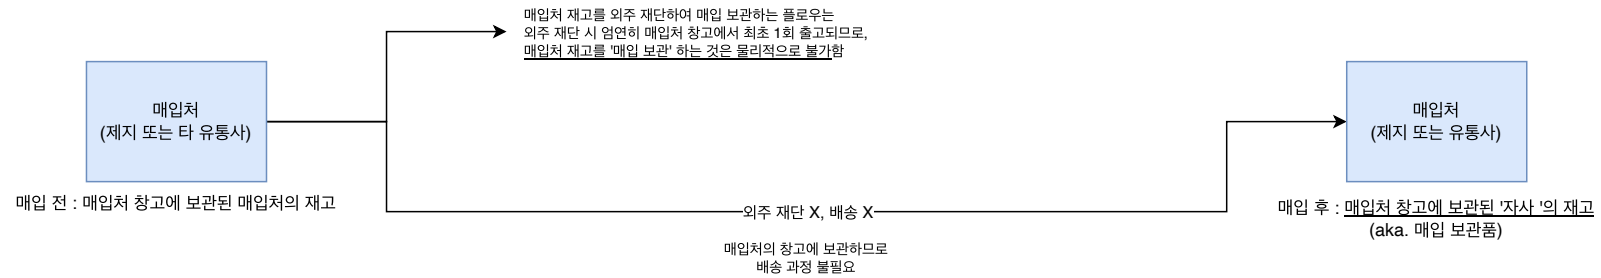 매입처 재고를 외주 재단하여 매입 보관하는 플로우는
외주 재단 시 엄연히 매입처 창고에서 최초 1회 출고되므로,
매입처 재고를 '매입 보관' 하는 것은 물리적으로 불가함
매입처
(제지 또는 타 유통사)
매입 전 : 매입처 창고에 보관된 매입처의 재고
외주 재단 X, 배송 X
매입처의 창고에 보관하므로
배송 과정 불필요
매입처
(제지 또는 유통사)
매입 후 : 매입처 창고에 보관된 '자사 '의 재고
(aka. 매입 보관품)